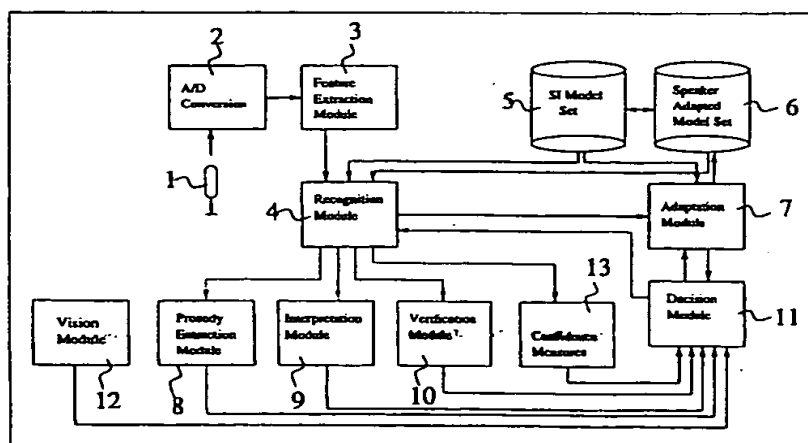 2
A/D
Conversion
3
Feature
Extraction
Module
5
SI Model
Set
Speaker
Adapted
Model Set
6
1
4
Recognition
Module
Adaptation
Module
7
13
Vision
Module
12
Prosody
Extraction
Module
8
Interpretation
Module
9
Verification
Module
10
Confidence
Measures
Decision
Module
11